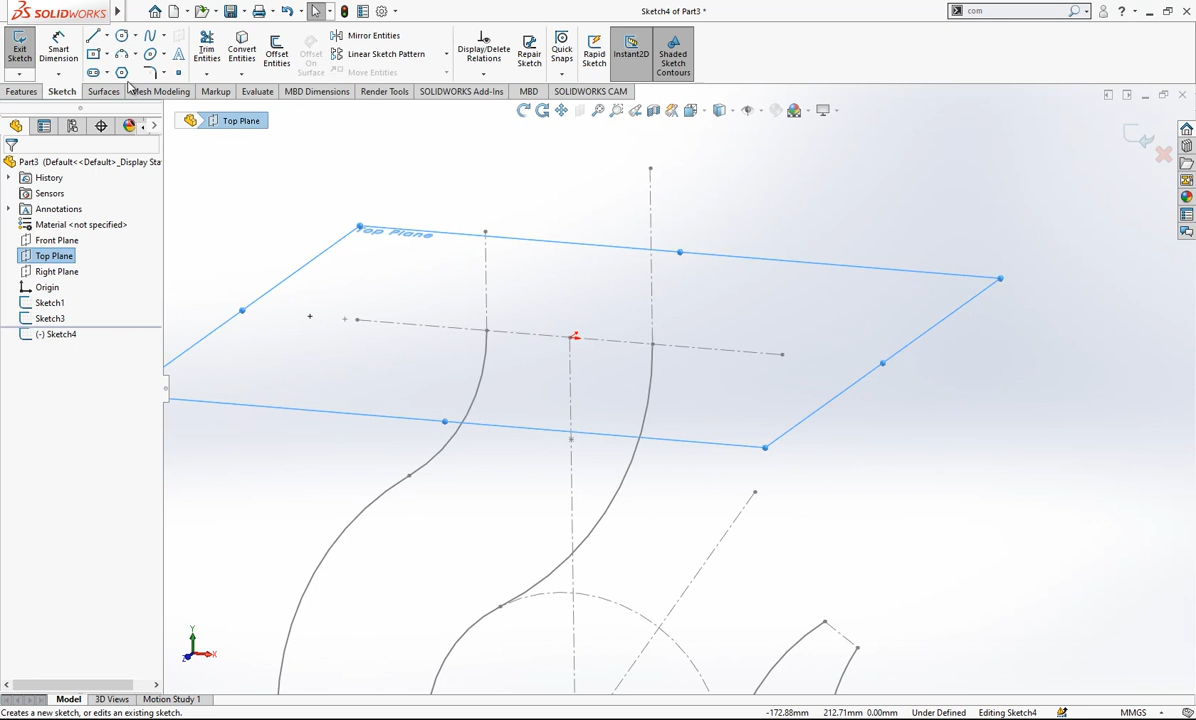 SOLIDWORKS
Sketch4 of Part3 *
com
Exit Sketch
Smart Dimension
Trim Entities
Convert Entities
Offset Entities
Offset On Surface
Mirror Entities
Linear Sketch Pattern
Move Entities
Display/Delete Relations
Repair Sketch
Quick Snaps
Rapid Sketch
Instant2D
Shaded Sketch Contours
Features
Sketch
Surfaces
Mesh Modeling
Markup
Evaluate
MBD Dimensions
Render Tools
SOLIDWORKS Add-Ins
MBD
SOLIDWORKS CAM
Top Plane
Part3 (Default<<Default>_Display Sta
History
Sensors
Annotations
Material <not specified>
Front Plane
Top Plane
Right Plane
Origin
Sketch1
Sketch3
(-) Sketch4
Top Plane
Y
X
Z
Model
3D Views
Motion Study 1
Creates a new sketch, or edits an existing sketch.
-172.88mm
212.71mm 0.00mm
Under Defined
Editing Sketch4
MMGS